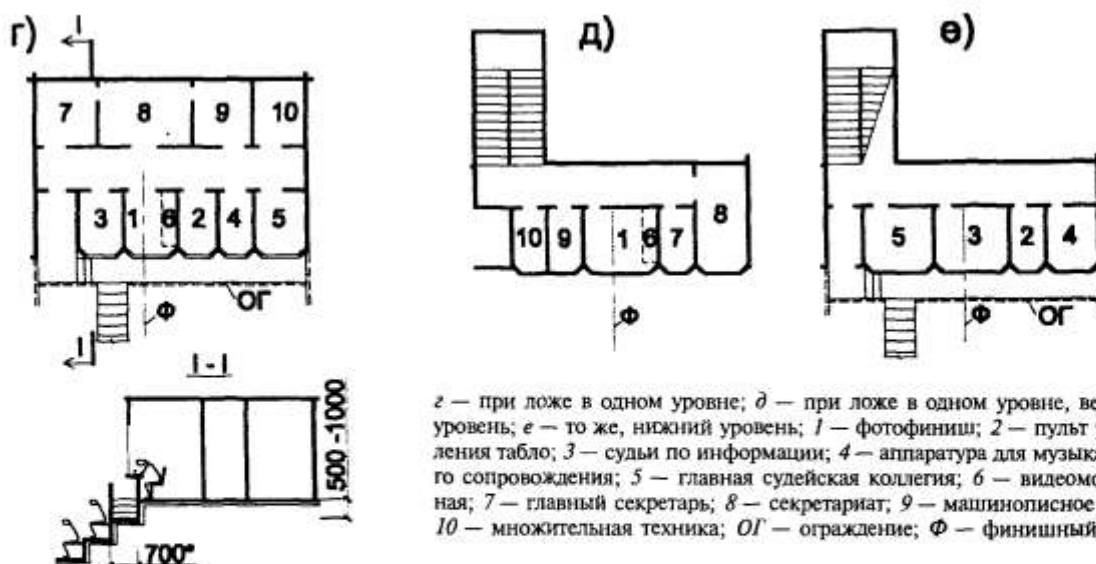 г)
I
7 8 9 10
3 1 6 2 4 5
ОГ
Ф
I
I - I
500 -1000
700*
д)
10 9 1 6 7 8
Ф
е)
5 3 2 4
Ф ОГ
г — при ложе в одном уровне; д — при ложе в одном уровне, ве
уровень; е — то же, нижний уровень; 1 — фотофиниш; 2 — пульт
ления табло; 3 — судьи по информации; 4 — аппаратура для музыка
го сопровождения; 5 — главная судейская коллегия; 6 — видеомо
ная; 7 — главный секретарь; 8 — секретариат; 9 — машинописное
10 — множительная техника; ОГ — ограждение; Ф — финишный